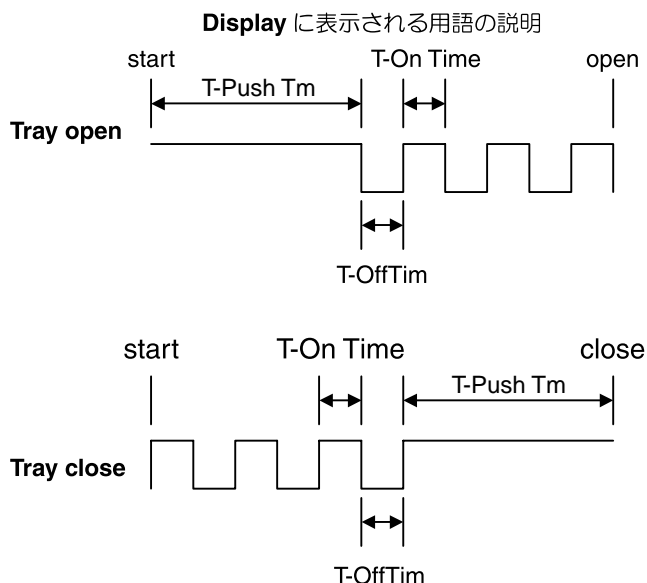 Display に表示される用語の説明
start T-On Time open
T-Push Tm
Tray open
T-OffTim
start T-On Time close
T-Push Tm
Tray close
T-OffTim